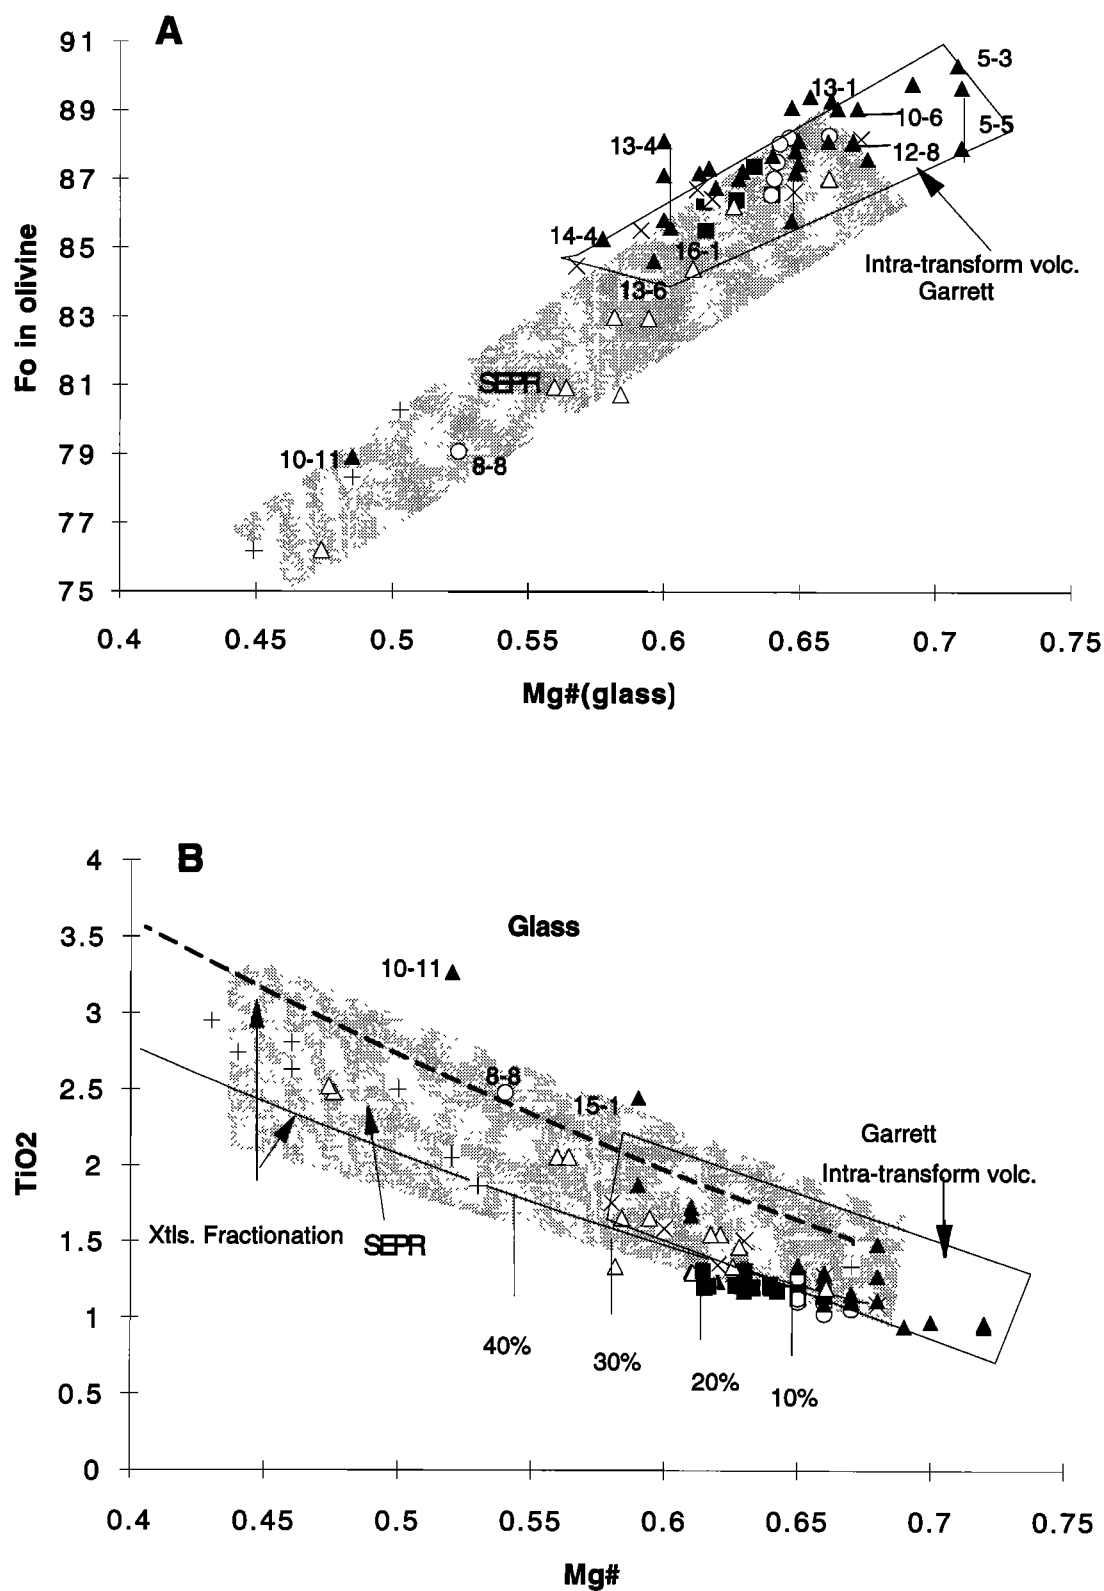 A
91
89
87
85
83
81
79
77
75
Fo in olivine
5-3
13-1
10-6
5-5
13-4
12-8
14-4
16-1
Intra-transform volc.
Garrett
13-6
SEPR
10-11
8-8
0.4 0.45 0.5 0.55 0.6 0.65 0.7 0.75
Mg#(glass)
B
4
3.5
3
2.5
2
1.5
1
0.5
0
TiO2
Glass
10-11
8-8
15-1
Garrett
Intra-transform volc.
Xtls. Fractionation
SEPR
40%
30%
20%
10%
0.4 0.45 0.5 0.55 0.6 0.65 0.7 0.75
Mg#